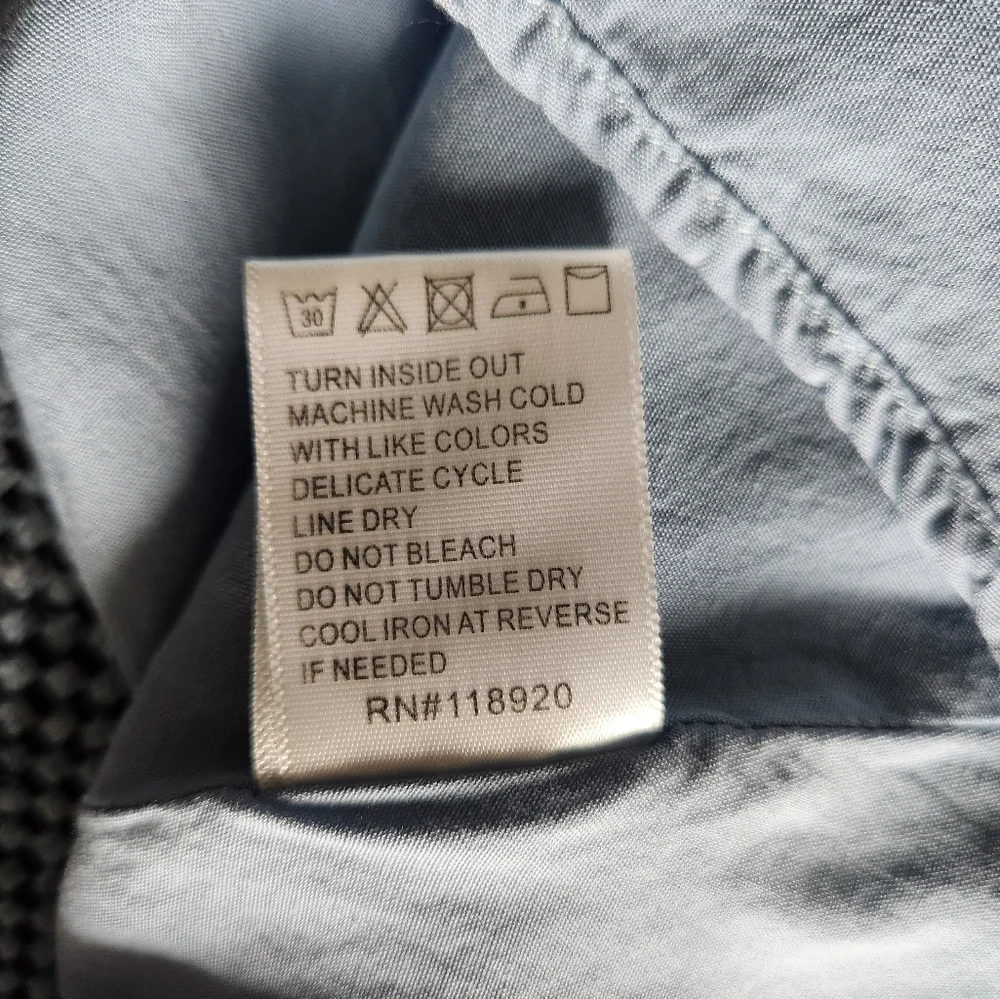 30
TURN INSIDE OUT
MACHINE WASH COLD
WITH LIKE COLORS
DELICATE CYCLE
LINE DRY
DO NOT BLEACH
DO NOT TUMBLE DRY
COOL IRON AT REVERSE
IF NEEDED
RN#118920